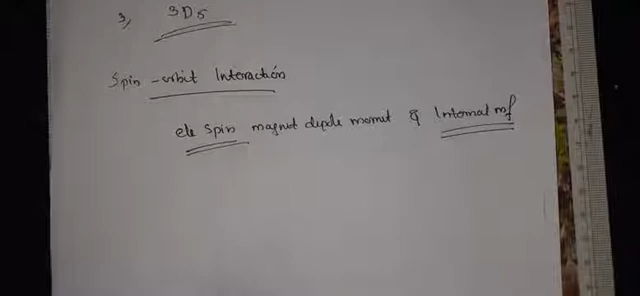 3, 3D5
Spin - orbit Interaction
ele spin magnet dipole moment & Internal mf